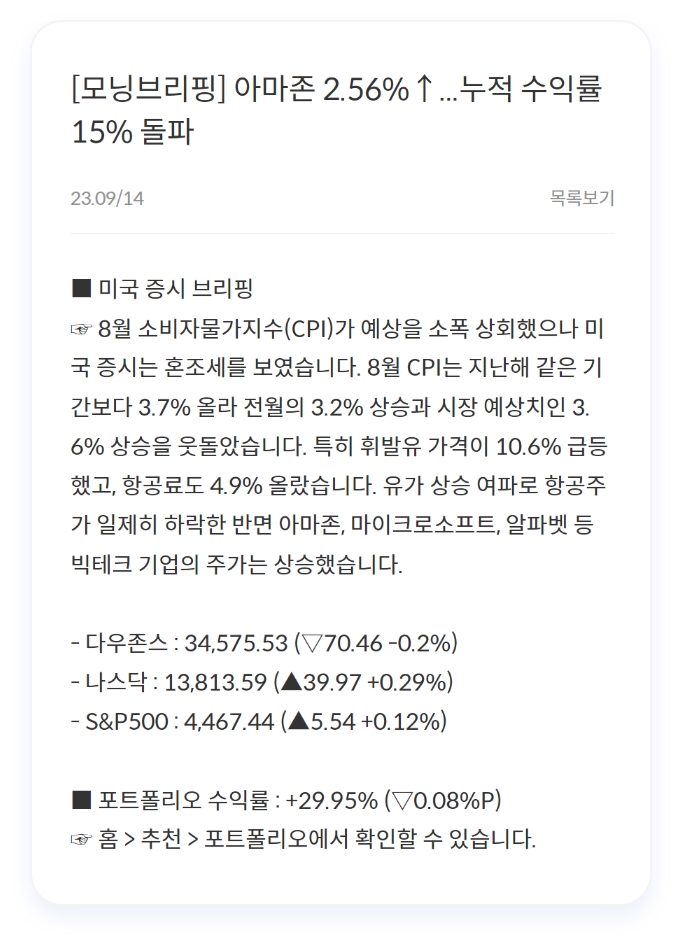 [모닝브리핑] 아마존 2.56%↑...누적 수익률
15% 돌파
23.09/14
목록보기
■ 미국 증시 브리핑
☞ 8월 소비자물가지수(CPI)가 예상을 소폭 상회했으나 미
국 증시는 혼조세를 보였습니다. 8월 CPI는 지난해 같은 기
간보다 3.7% 올라 전월의 3.2% 상승과 시장 예상치인 3.
6% 상승을 웃돌았습니다. 특히 휘발유 가격이 10.6% 급등
했고, 항공료도 4.9% 올랐습니다. 유가 상승 여파로 항공주
가 일제히 하락한 반면 아마존, 마이크로소프트, 알파벳 등
빅테크 기업의 주가는 상승했습니다.
- 다우존스 : 34,575.53 (▽70.46 -0.2%)
- 나스닥 : 13,813.59 (▲39.97 +0.29%)
- S&P500 : 4,467.44 (▲5.54 +0.12%)
■ 포트폴리오 수익률 : +29.95% (▽0.08%P)
☞ 홈 > 추천 > 포트폴리오에서 확인할 수 있습니다.